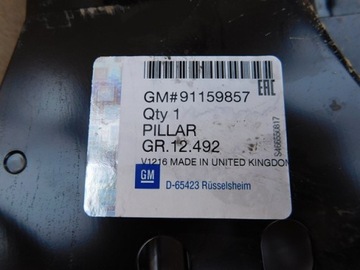 GM#91159857
Qty 1
PILLAR
GR.12.492
V1216 MADE IN UNITED KINGDOM
GM
D-65423 Rüsselsheim
EAC